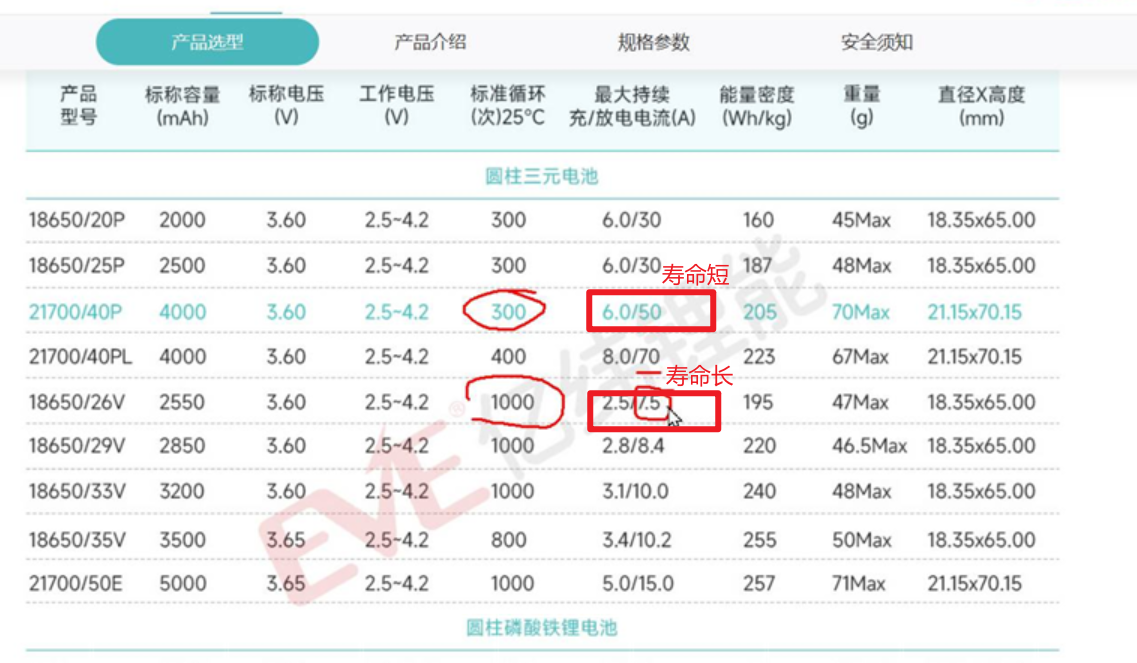 产品选型 产品介绍 规格参数 安全须知
产品型号 标称容量(mAh) 标称电压(V) 工作电压(V) 标准循环(次)25°C 最大持续充/放电电流(A) 能量密度(Wh/kg) 重量(g) 直径X高度(mm)
圆柱三元电池
18650/20P 2000 3.60 2.5~4.2 300 6.0/30 160 45Max 18.35x65.00
18650/25P 2500 3.60 2.5~4.2 300 6.0/30 187 48Max 18.35x65.00
寿命短
21700/40P 4000 3.60 2.5~4.2 300 6.0/50 205 70Max 21.15x70.15
21700/40PL 4000 3.60 2.5~4.2 400 8.0/70 223 67Max 21.15x70.15
寿命长
18650/26V 2550 3.60 2.5~4.2 1000 2.5/7.5 195 47Max 18.35x65.00
18650/29V 2850 3.60 2.5~4.2 1000 2.8/8.4 220 46.5Max 18.35x65.00
18650/33V 3200 3.60 2.5~4.2 1000 3.1/10.0 240 48Max 18.35x65.00
18650/35V 3500 3.65 2.5~4.2 800 3.4/10.2 255 50Max 18.35x65.00
21700/50E 5000 3.65 2.5~4.2 1000 5.0/15.0 257 71Max 21.15x70.15
圆柱磷酸铁锂电池
EVE® 亿纬锂能